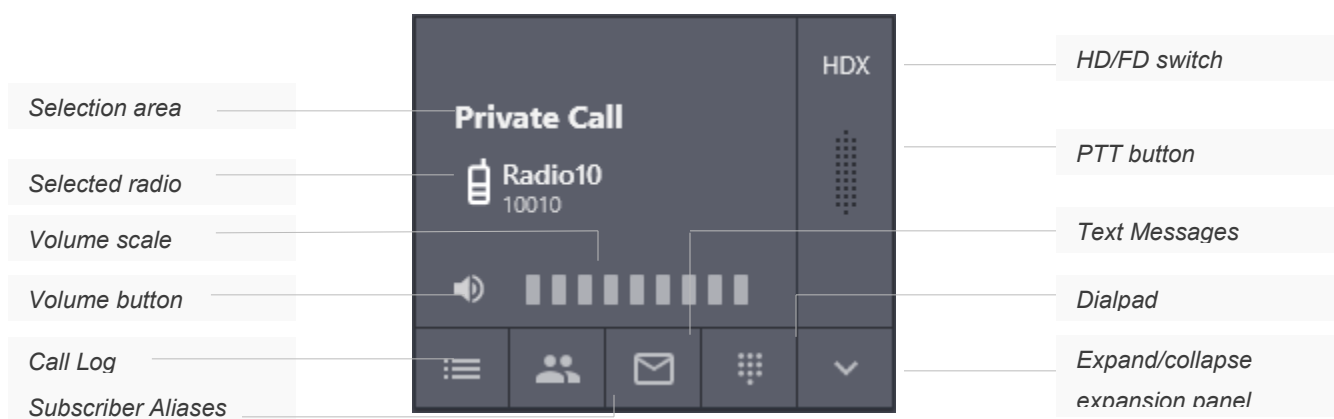 HDX
HD/FD switch
Selection area
Private Call
PTT button
Selected radio
Radio10
10010
Volume scale
Text Messages
Volume button
Dialpad
Call Log
Expand/collapse
Subscriber Aliases
expansion panel